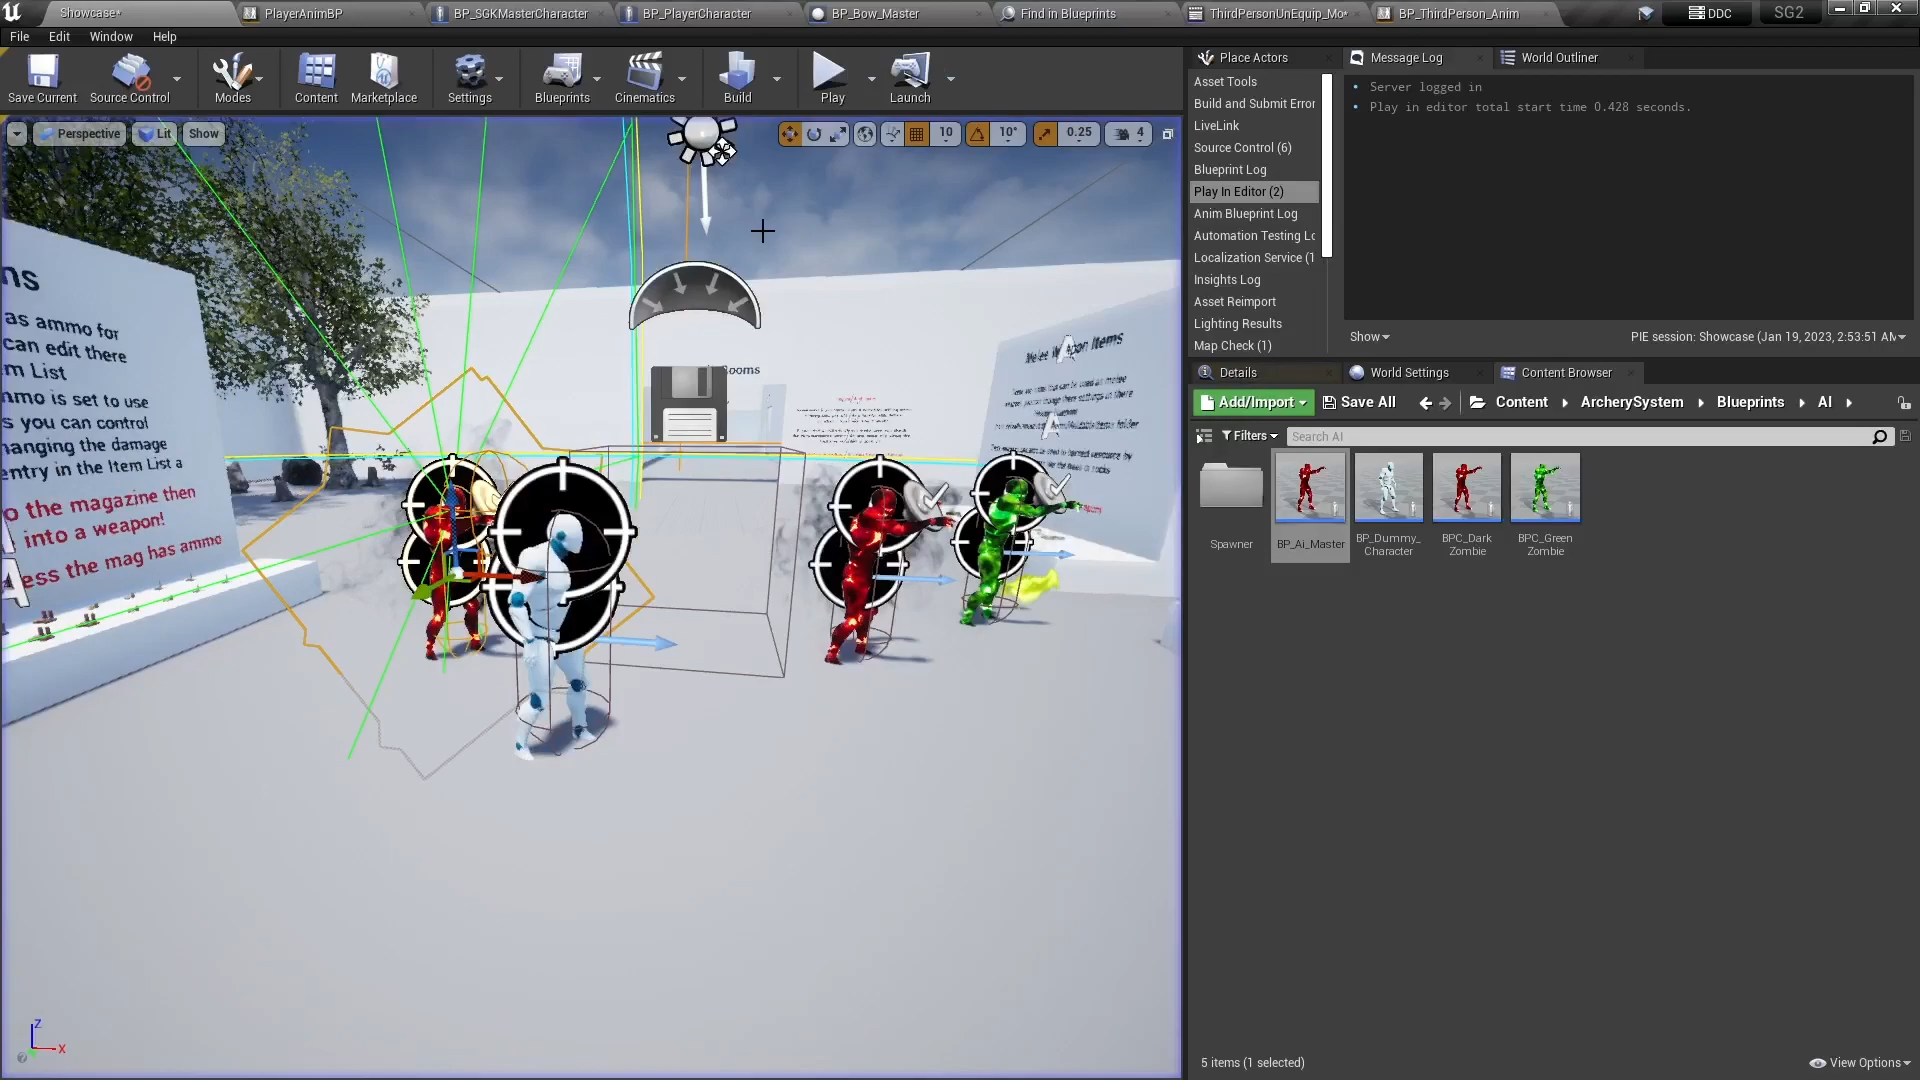 Showcase*
PlayerAnimBP
BP_SGKMasterCharacter
BP_PlayerCharacter
BP_Bow_Master
Find in Blueprints
ThirdPersonUnEquip_Mo*
BP_ThirdPerson_Anim
DDC
SG2
File Edit Window Help
Save Current
Source Control
Modes
Content
Marketplace
Settings
Blueprints
Cinematics
Build
Play
Launch
Perspective
Lit
Show
10
10°
0.25
4
ns
as ammo for
can edit there
m List
mmo is set to use
s you can control
hanging the damage
entry in the Item List a
o the magazine then
into a weapon!
ess the mag has ammo
ooms
Melee Items
Z
X
Place Actors
Message Log
World Outliner
Asset Tools
Build and Submit Error
LiveLink
Source Control (6)
Blueprint Log
Play In Editor (2)
Anim Blueprint Log
Automation Testing Lo
Localization Service (1
Insights Log
Asset Reimport
Lighting Results
Map Check (1)
Server logged in
Play in editor total start time 0.428 seconds.
Show
PIE session: Showcase (Jan 19, 2023, 2:53:51 AM
Details
World Settings
Content Browser
Add/Import
Save All
Content
ArcherySystem
Blueprints
AI
Filters
Search AI
Spawner
BP_Ai_Master
BP_Dummy_
Character
BPC_Dark
Zombie
BPC_Green
Zombie
5 items (1 selected)
View Options